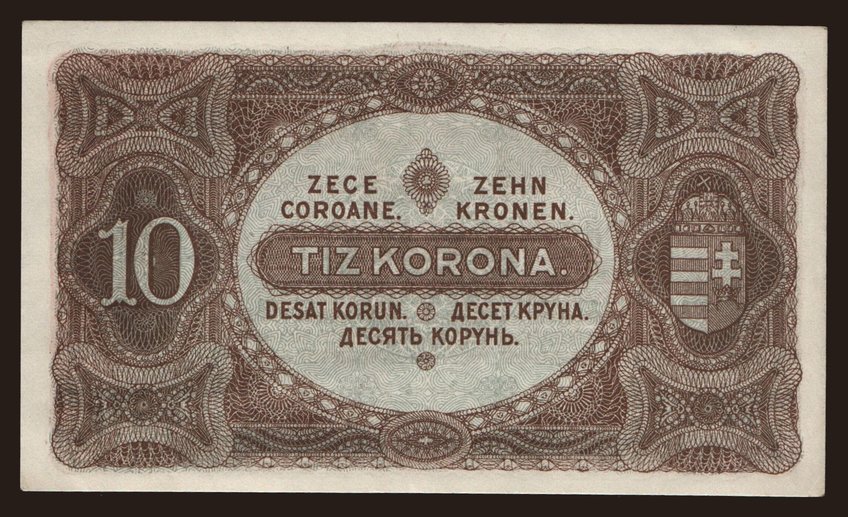 ZECE COROANE.
ZEHN KRONEN.
10
TIZ KORONA.
DESAT KORUN. ДЕСЕТ КРУНА.
ДЕСЯТЬ КОРУНЬ.